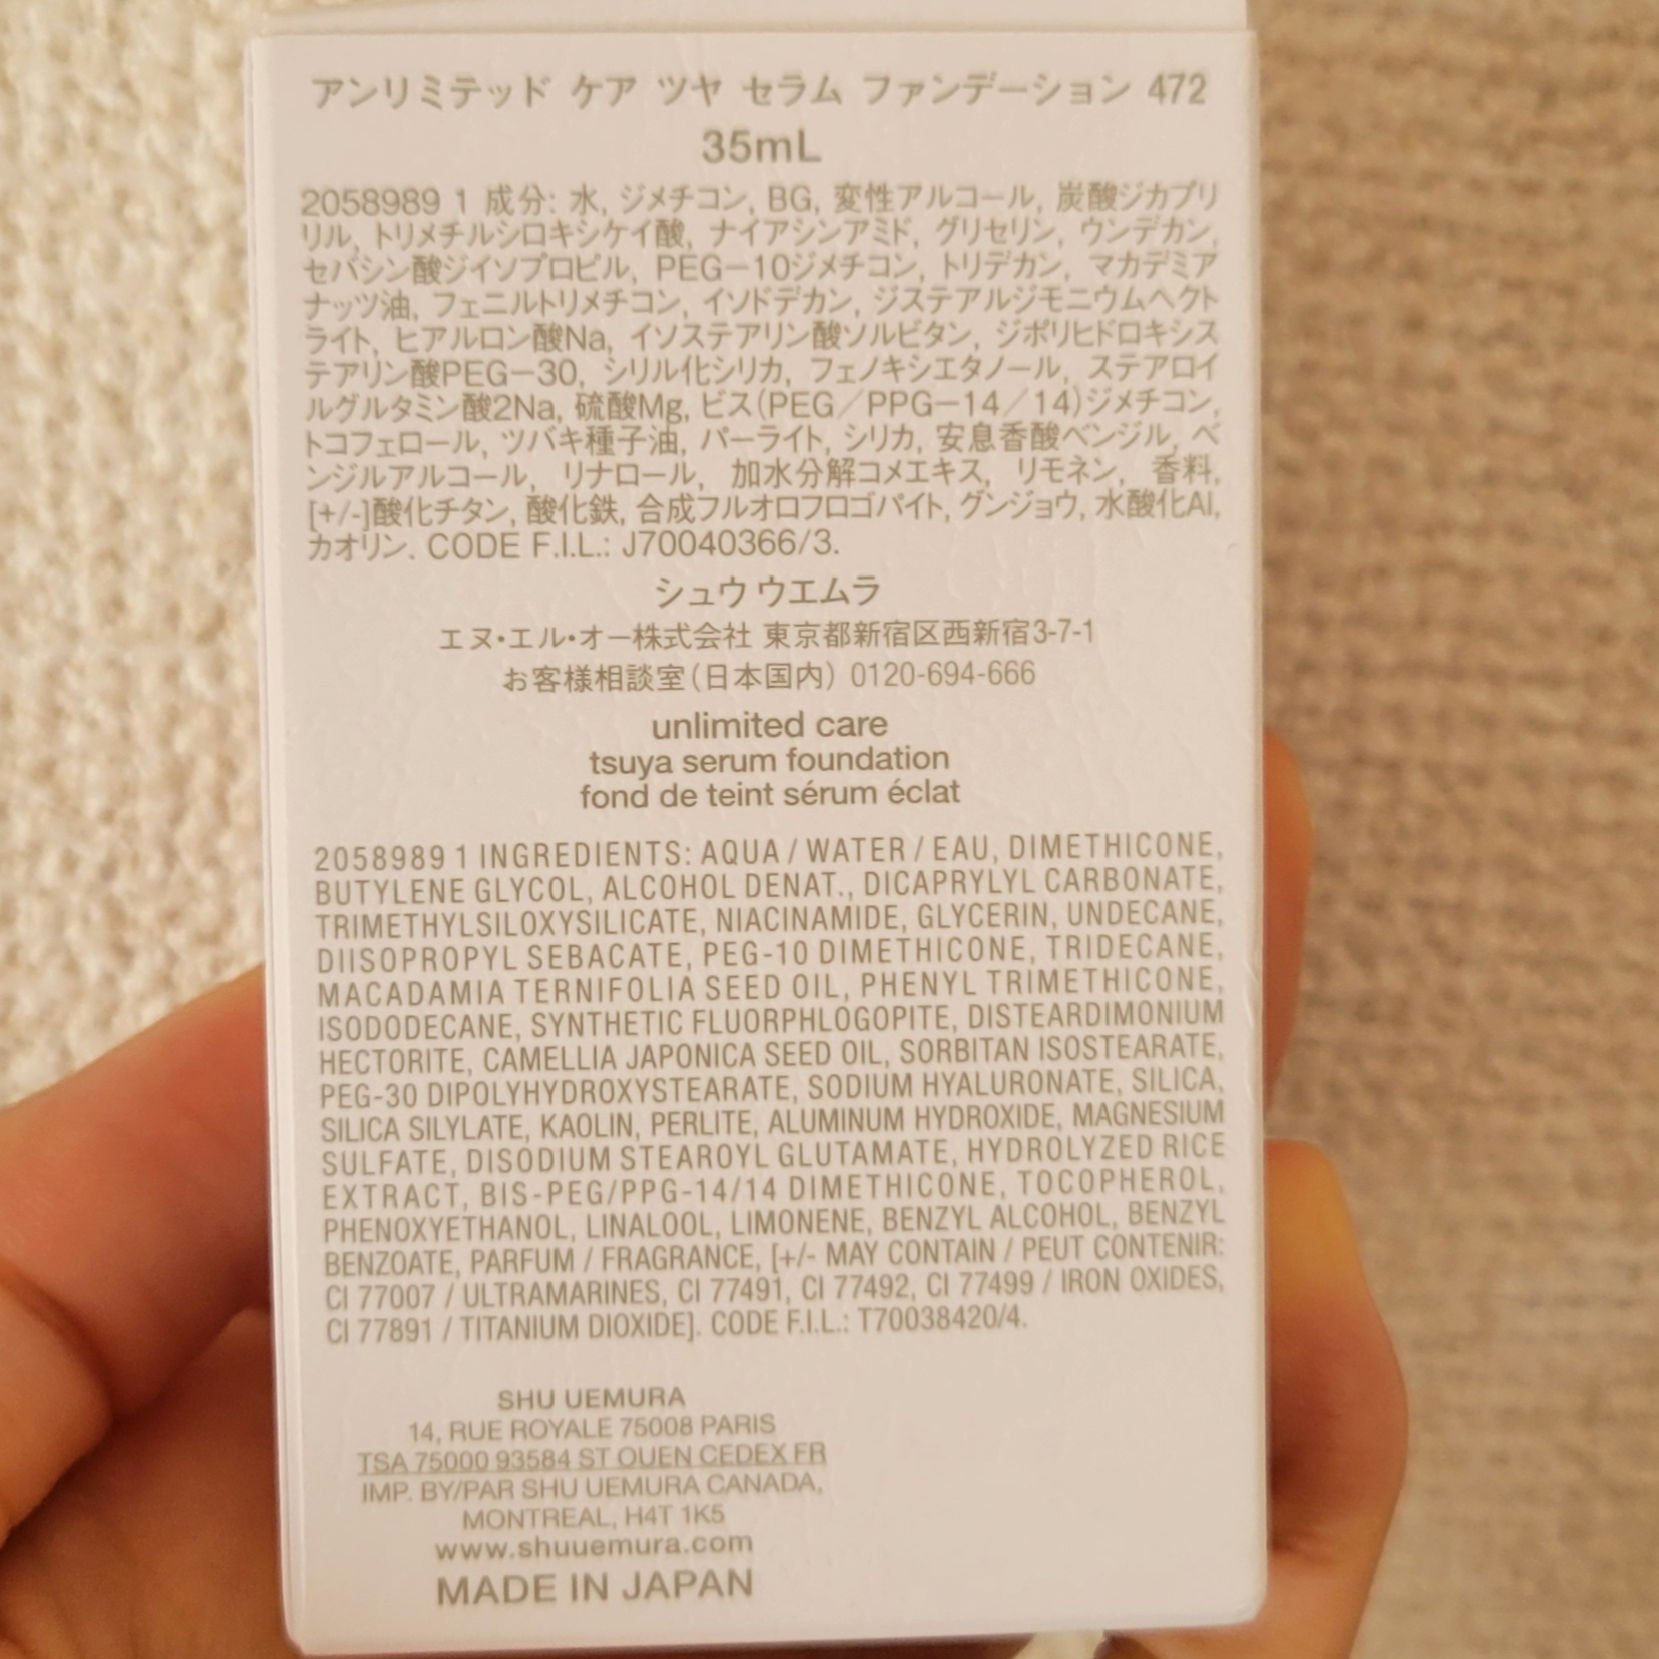 アンリミテッド ケア ツヤ セラム ファンデーション 472
35mL
2058989 1 成分: 水, ジメチコン, BG, 変性アルコール, 炭酸ジカプリ
リル, トリメチルシロキシケイ酸, ナイアシンアミド, グリセリン, ウンデカン,
セバシン酸ジイソプロピル, PEG－10ジメチコン, トリデカン, マカデミア
ナッツ油, フェニルトリメチコン, イソドデカン, ジステアルジモニウムヘクト
ライト, ヒアルロン酸Na, イソステアリン酸ソルビタン, ジポリヒドロキシス
テアリン酸PEG－30, シリル化シリカ, フェノキシエタノール, ステアロイ
ルグルタミン酸2Na, 硫酸Mg, ビス(PEG／PPG－14／14)ジメチコン,
トコフェロール, ツバキ種子油, パーライト, シリカ, 安息香酸ベンジル, ベ
ンジルアルコール, リナロール, 加水分解コメエキス, リモネン, 香料,
[+/-]酸化チタン, 酸化鉄, 合成フルオロフロゴパイト, グンジョウ, 水酸化Al,
カオリン. CODE F.I.L.: J70040366/3.
シュウ ウエムラ
エヌ・エル・オー株式会社 東京都新宿区西新宿3-7-1
お客様相談室(日本国内) 0120-694-666
unlimited care
tsuya serum foundation
fond de teint sérum éclat
2058989 1 INGREDIENTS: AQUA / WATER / EAU, DIMETHICONE,
BUTYLENE GLYCOL, ALCOHOL DENAT., DICAPRYLYL CARBONATE,
TRIMETHYLSILOXYSILICATE, NIACINAMIDE, GLYCERIN, UNDECANE,
DIISOPROPYL SEBACATE, PEG-10 DIMETHICONE, TRIDECANE,
MACADAMIA TERNIFOLIA SEED OIL, PHENYL TRIMETHICONE,
ISODODECANE, SYNTHETIC FLUORPHLOGOPITE, DISTEARDIMONIUM
HECTORITE, CAMELLIA JAPONICA SEED OIL, SORBITAN ISOSTEARATE,
PEG-30 DIPOLYHYDROXYSTEARATE, SODIUM HYALURONATE, SILICA,
SILICA SILYLATE, KAOLIN, PERLITE, ALUMINUM HYDROXIDE, MAGNESIUM
SULFATE, DISODIUM STEAROYL GLUTAMATE, HYDROLYZED RICE
EXTRACT, BIS-PEG/PPG-14/14 DIMETHICONE, TOCOPHEROL,
PHENOXYETHANOL, LINALOOL, LIMONENE, BENZYL ALCOHOL, BENZYL
BENZOATE, PARFUM / FRAGRANCE, [+/- MAY CONTAIN / PEUT CONTENIR:
CI 77007 / ULTRAMARINES, CI 77491, CI 77492, CI 77499 / IRON OXIDES,
CI 77891 / TITANIUM DIOXIDE]. CODE F.I.L.: T70038420/4.
SHU UEMURA
14, RUE ROYALE 75008 PARIS
TSA 75000 93584 ST OUEN CEDEX FR
IMP. BY/PAR SHU UEMURA CANADA,
MONTREAL, H4T 1K5
www.shuuemura.com
MADE IN JAPAN